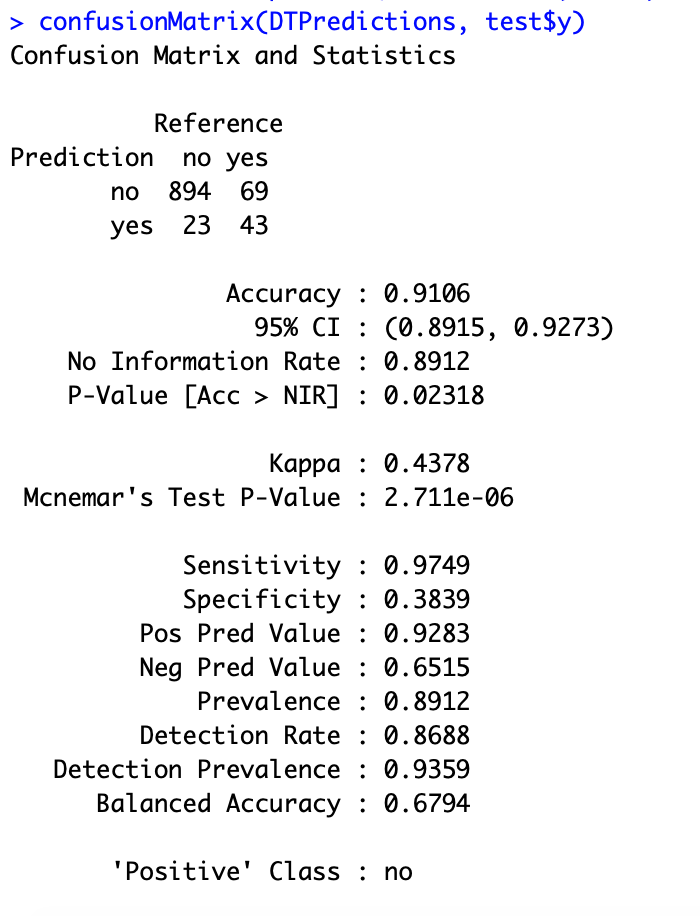 > confusionMatrix(DTPredictions, test$y)
Confusion Matrix and Statistics
Reference
Prediction no yes
no 894 69
yes 23 43
Accuracy : 0.9106
95% CI : (0.8915, 0.9273)
No Information Rate : 0.8912
P-Value [Acc > NIR] : 0.02318
Kappa : 0.4378
Mcnemar's Test P-Value : 2.711e-06
Sensitivity : 0.9749
Specificity : 0.3839
Pos Pred Value : 0.9283
Neg Pred Value : 0.6515
Prevalence : 0.8912
Detection Rate : 0.8688
Detection Prevalence : 0.9359
Balanced Accuracy : 0.6794
'Positive' Class : no